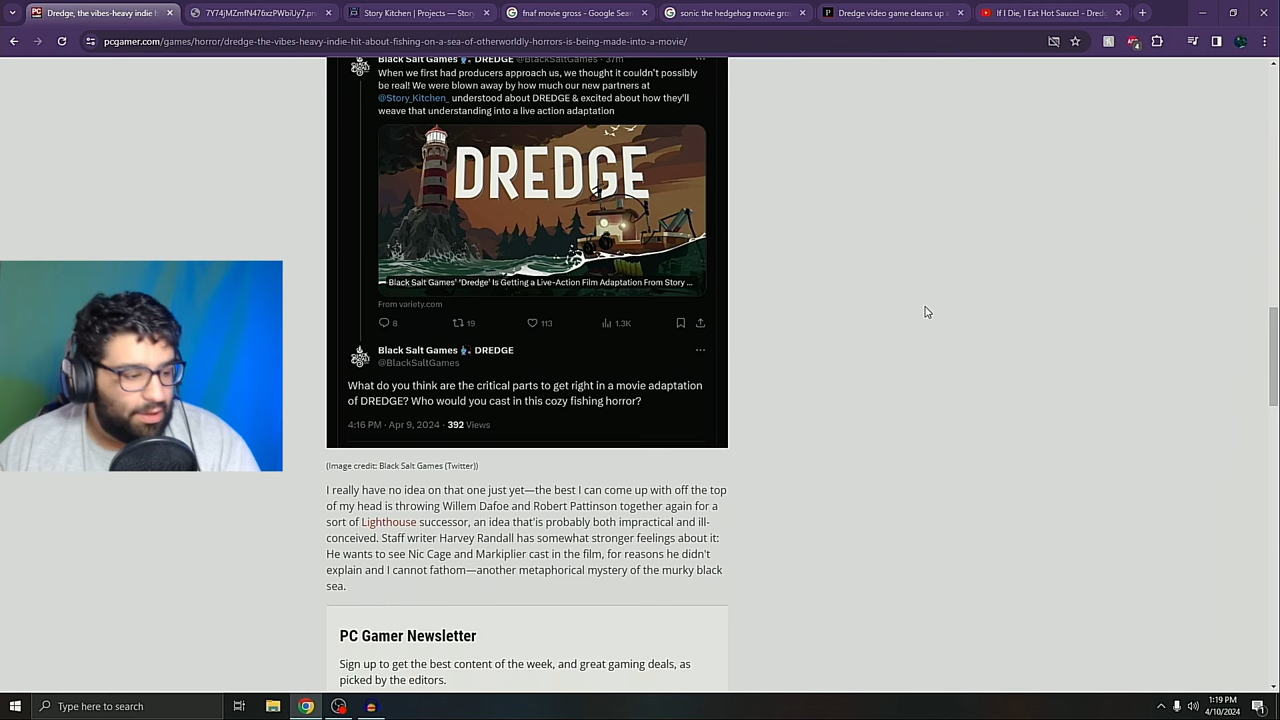 Dredge, the vibes-heavy indie h
7Y74jMZmfN476xzPWbiUy7.pn
Story Kitchen | Projects — Story
fnaf movie gross - Google Sear
sonic the hedgehog movie gro
Dredge video game cleans up a
If I Die, I Eat Hot Sauce! - Dredg
pcgamer.com/games/horror/dredge-the-vibes-heavy-indie-hit-about-fishing-on-a-sea-of-otherworldly-horrors-is-being-made-into-a-movie/
Black Salt Games DREDGE @BlackSaltGames · 37m
When we first had producers approach us, we thought it couldn't possibly
be real! We were blown away by how much our new partners at
@Story_Kitchen_ understood about DREDGE & excited about how they'll
weave that understanding into a live action adaptation
DREDGE
Black Salt Games' 'Dredge' Is Getting a Live-Action Film Adaptation From Story ...
From variety.com
8 19 113 1.3K
Black Salt Games DREDGE
@BlackSaltGames
What do you think are the critical parts to get right in a movie adaptation
of DREDGE? Who would you cast in this cozy fishing horror?
4:16 PM · Apr 9, 2024 · 392 Views
(Image credit: Black Salt Games (Twitter))
I really have no idea on that one just yet—the best I can come up with off the top
of my head is throwing Willem Dafoe and Robert Pattinson together again for a
sort of Lighthouse successor, an idea that'is probably both impractical and ill-
conceived. Staff writer Harvey Randall has somewhat stronger feelings about it:
He wants to see Nic Cage and Markiplier cast in the film, for reasons he didn't
explain and I cannot fathom—another metaphorical mystery of the murky black
sea.
PC Gamer Newsletter
Sign up to get the best content of the week, and great gaming deals, as
picked by the editors.
Type here to search
1:19 PM
4/10/2024